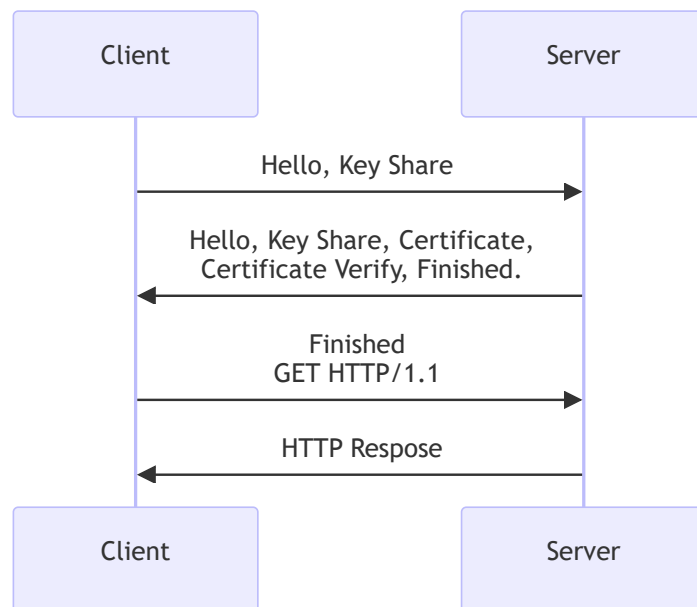 Client
Server
Hello, Key Share
Hello, Key Share, Certificate,
Certificate Verify, Finished.
Finished
GET HTTP/1.1
HTTP Respose
Client
Server